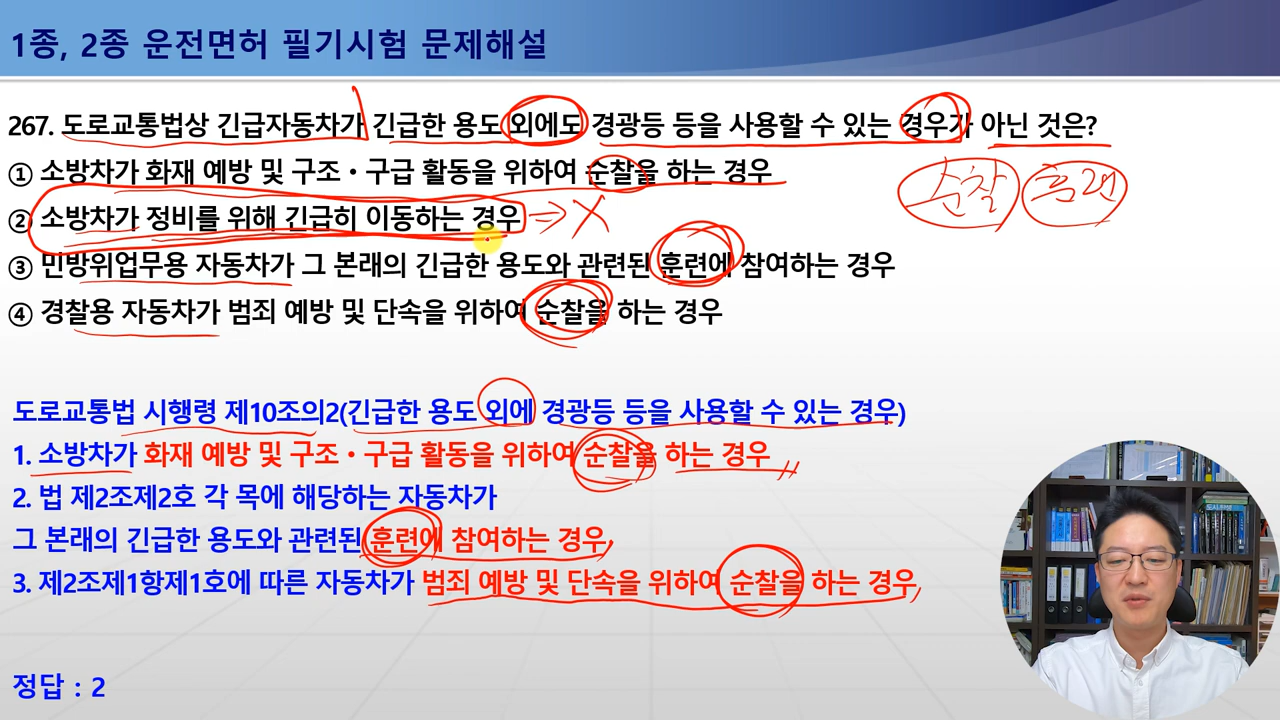 1종, 2종 운전면허 필기시험 문제해설
267. 도로교통법상 긴급자동차가 긴급한 용도 외에도 경광등 등을 사용할 수 있는 경우가 아닌 것은?
① 소방차가 화재 예방 및 구조·구급 활동을 위하여 순찰을 하는 경우
순찰 훈련
② 소방차가 정비를 위해 긴급히 이동하는 경우 → X
③ 민방위업무용 자동차가 그 본래의 긴급한 용도와 관련된 훈련에 참여하는 경우
④ 경찰용 자동차가 범죄 예방 및 단속을 위하여 순찰을 하는 경우
도로교통법 시행령 제10조의2(긴급한 용도 외에 경광등 등을 사용할 수 있는 경우)
1. 소방차가 화재 예방 및 구조·구급 활동을 위하여 순찰을 하는 경우
2. 법 제2조제2호 각 목에 해당하는 자동차가
그 본래의 긴급한 용도와 관련된 훈련에 참여하는 경우
3. 제2조제1항제1호에 따른 자동차가 범죄 예방 및 단속을 위하여 순찰을 하는 경우
정답 : 2